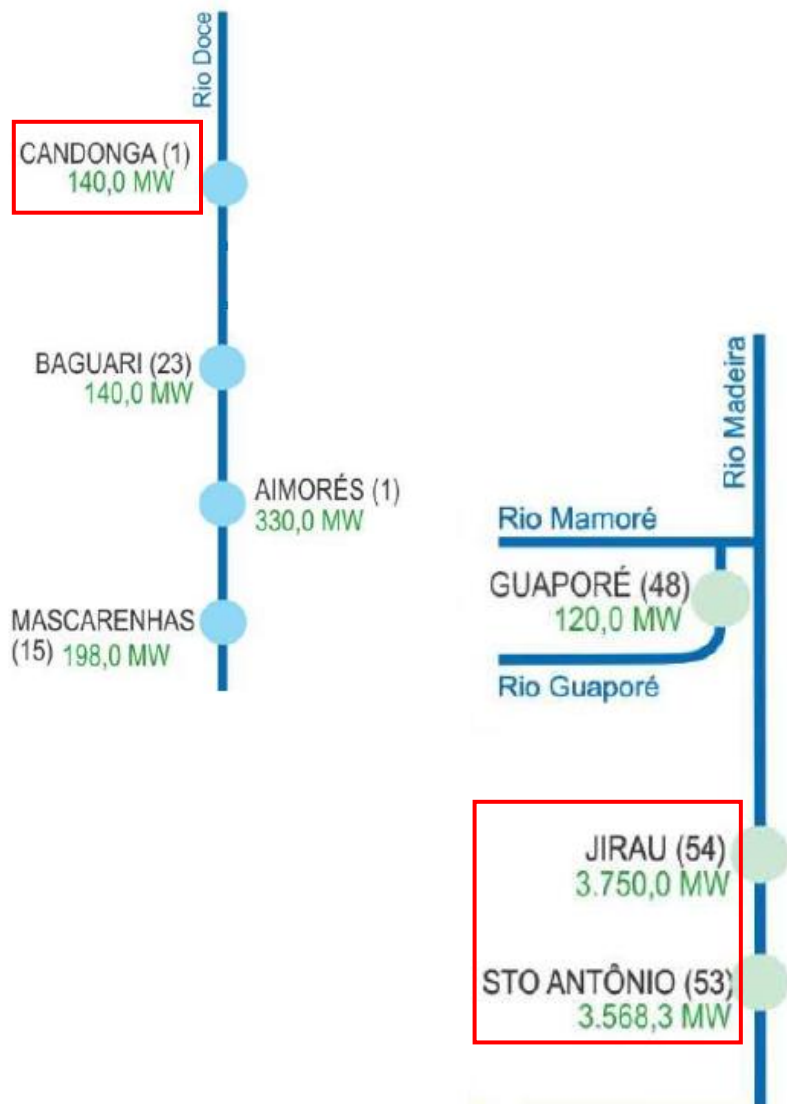 Rio Doce
CANDONGA (1)
140,0 MW
BAGUARI (23)
140,0 MW
AIMORÉS (1)
330,0 MW
MASCARENHAS
(15) 198,0 MW
Rio Madeira
Rio Mamoré
GUAPORÉ (48)
120,0 MW
Rio Guaporé
JIRAU (54)
3.750,0 MW
STO ANTÔNIO (53)
3.568,3 MW